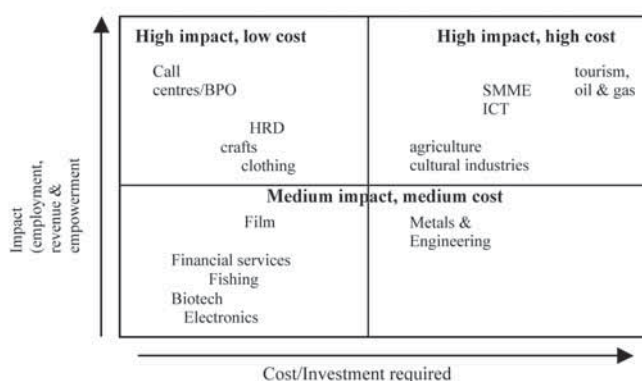 High impact, low cost
Call
centres/BPO
HRD
crafts
clothing
High impact, high cost
tourism,
oil & gas
SMME
ICT
agriculture
cultural industries
Medium impact, medium cost
Film
Financial services
Fishing
Biotech
Electronics
Metals &
Engineering
Impact
(employment,
revenue &
empowerment
Cost/Investment required